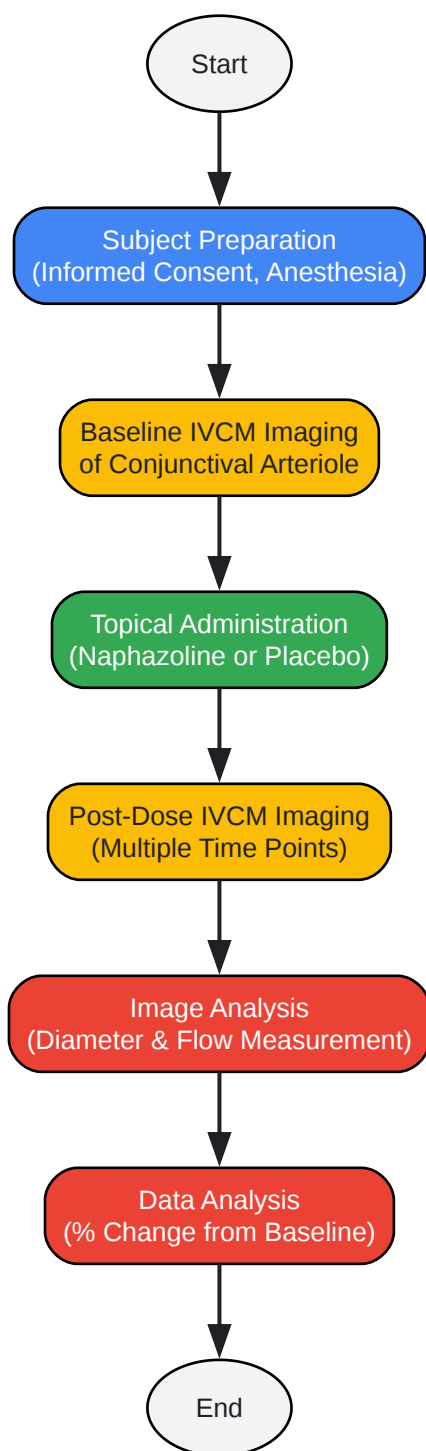 Start
Subject Preparation
(Informed Consent, Anesthesia)
Baseline IVCM Imaging
of Conjunctival Arteriole
Topical Administration
(Naphazoline or Placebo)
Post-Dose IVCM Imaging
(Multiple Time Points)
Image Analysis
(Diameter & Flow Measurement)
Data Analysis
(% Change from Baseline)
End